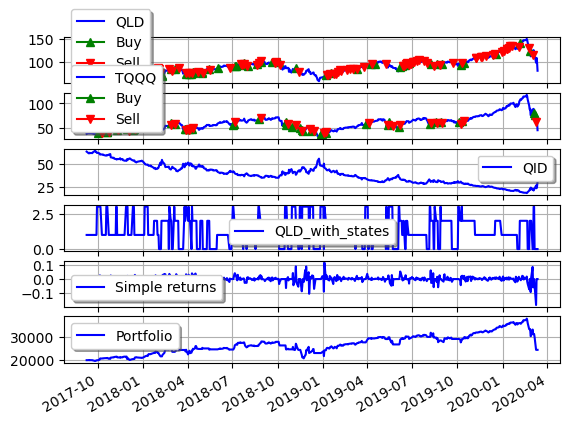 QLD
Buy
Sell
150
100
TQQQ
Buy
Sell
100
50
QID
50
25
QLD_with_states
2.5
0.0
Simple returns
0.1
0.0
−0.1
Portfolio
30000
20000
2017-10
2018-01
2018-04
2018-07
2018-10
2019-01
2019-04
2019-07
2019-10
2020-01
2020-04